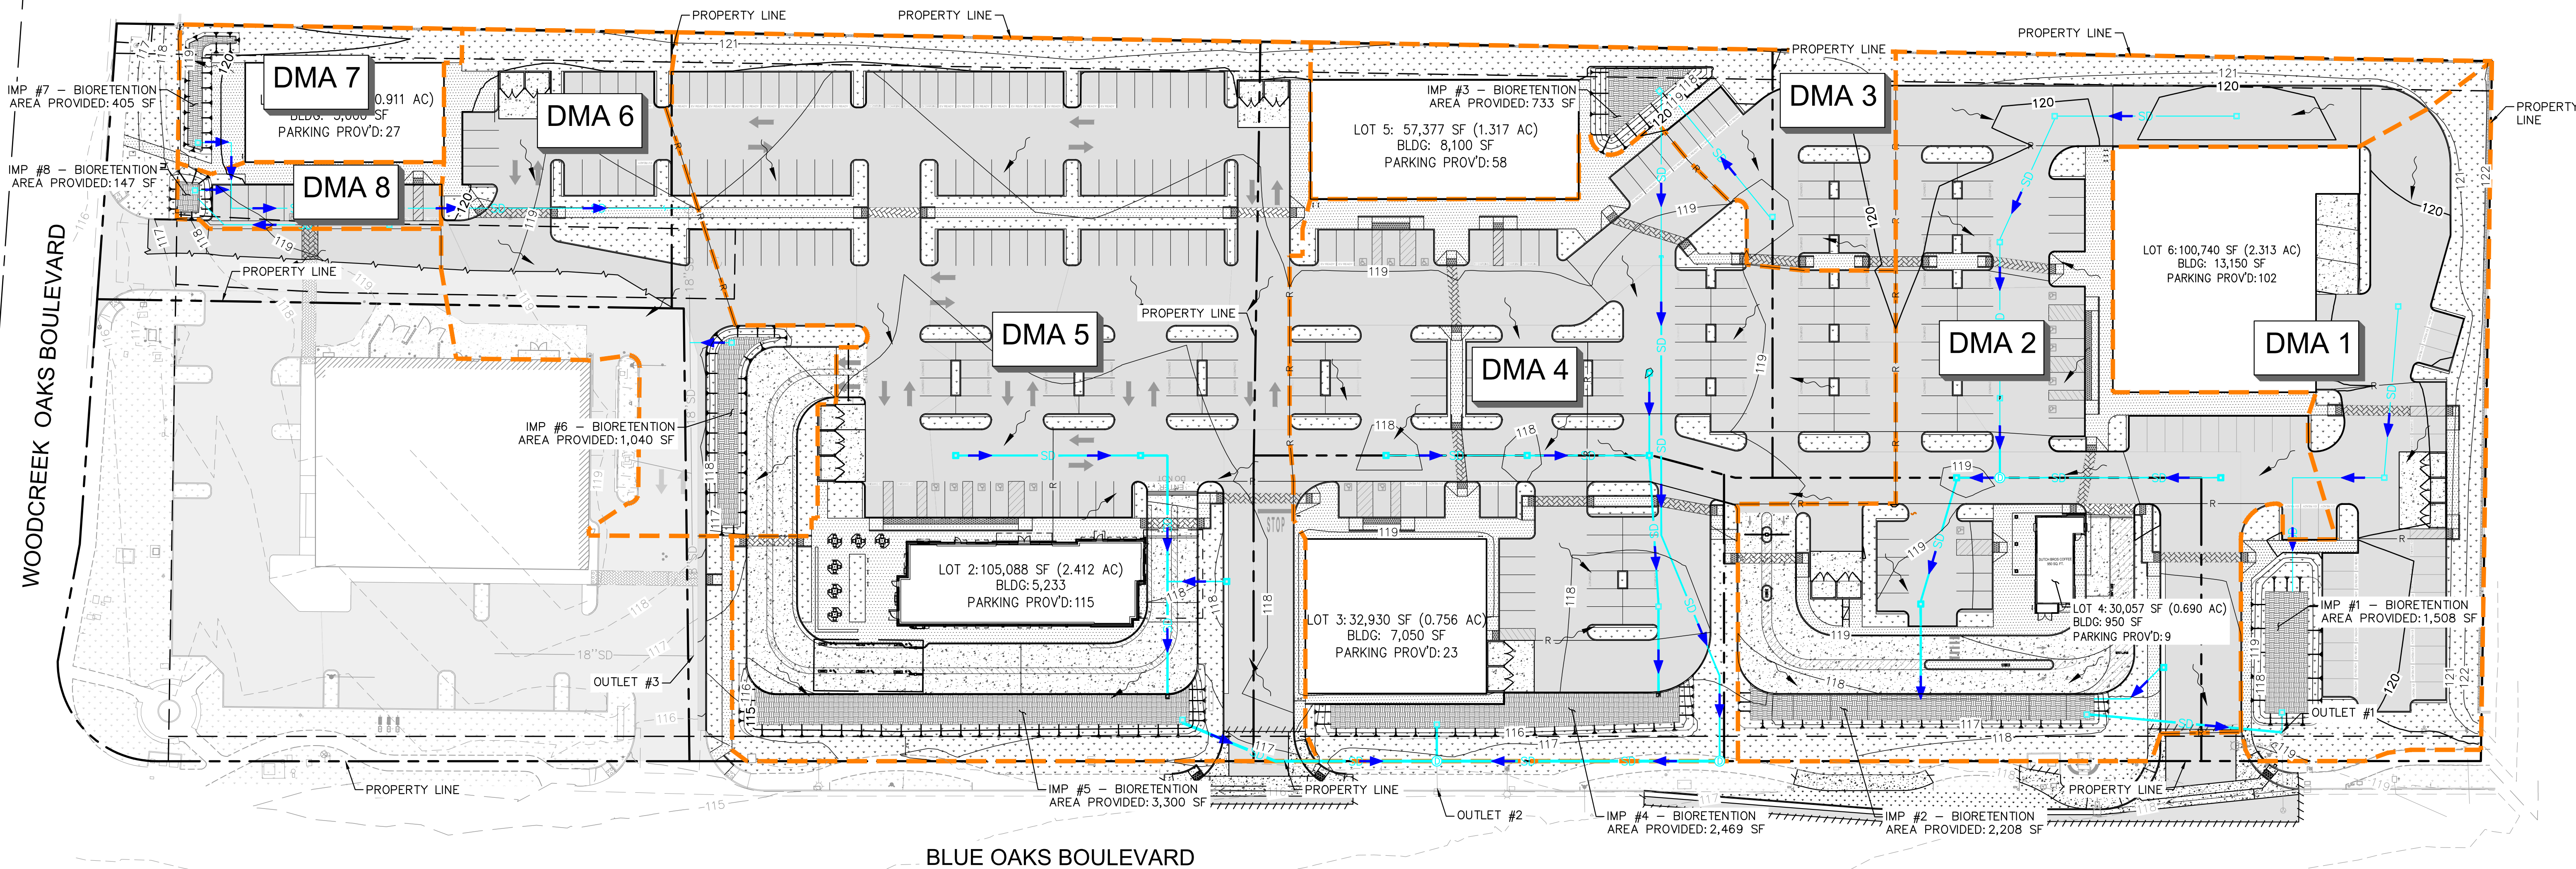 PROPERTY LINE
PROPERTY LINE
PROPERTY LINE
PROPERTY LINE
PROPERTY
LINE
121
121
IMP #7 – BIORETENTION
AREA PROVIDED: 405 SF
DMA 7
0.911 AC)
PARKING PROV'D: 27
DMA 6
IMP #3 – BIORETENTION
AREA PROVIDED: 733 SF
DMA 3
LOT 5: 57,377 SF (1.317 AC)
BLDG: 8,100 SF
PARKING PROV'D: 58
IMP #8 – BIORETENTION
AREA PROVIDED: 147 SF
DMA 8
LOT 6:100,740 SF (2.313 AC)
BLDG: 13,150 SF
PARKING PROV'D: 102
WOODCREEK OAKS BOULEVARD
PROPERTY LINE
PROPERTY LINE
DMA 5
DMA 4
DMA 2
DMA 1
IMP #6 – BIORETENTION
AREA PROVIDED: 1,040 SF
STOP
LOT 2:105,088 SF (2.412 AC)
BLDG: 5,233
PARKING PROV'D: 115
LOT 3:32,930 SF (0.756 AC)
BLDG: 7,050 SF
PARKING PROV'D: 23
LOT 4:30,057 SF (0.690 AC)
BLDG: 950 SF
PARKING PROV'D: 9
IMP #1 – BIORETENTION
AREA PROVIDED: 1,508 SF
18"SD
OUTLET #3
OUTLET #1
PROPERTY LINE
IMP #5 – BIORETENTION
AREA PROVIDED: 3,300 SF
PROPERTY LINE
OUTLET #2
IMP #4 – BIORETENTION
AREA PROVIDED: 2,469 SF
PROPERTY LINE
IMP #2 – BIORETENTION
AREA PROVIDED: 2,208 SF
BLUE OAKS BOULEVARD